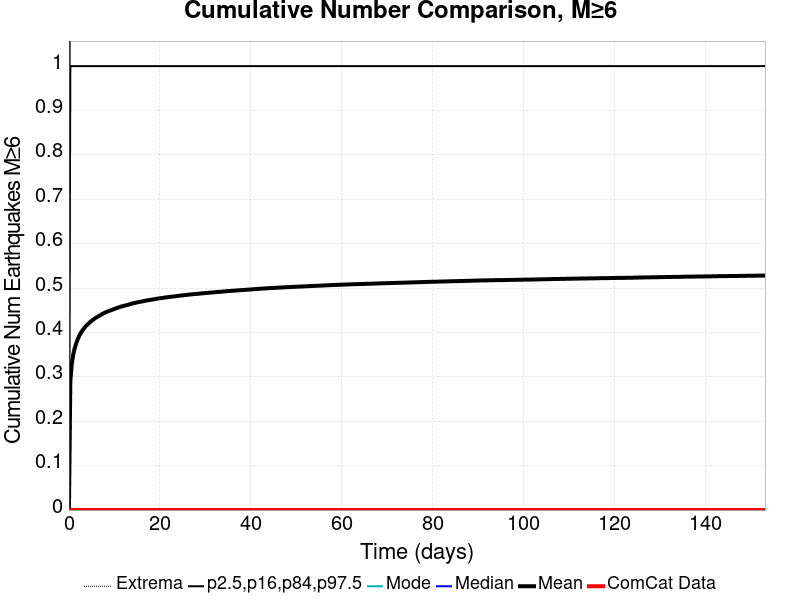 Cumulative Number Comparison, M≥6
Cumulative Num Earthquakes M≥6
1
0.9
0.8
0.7
0.6
0.5
0.4
0.3
0.2
0.1
0
0 20 40 60 80 100 120 140
Time (days)
Extrema p2.5,p16,p84,p97.5 Mode Median Mean ComCat Data